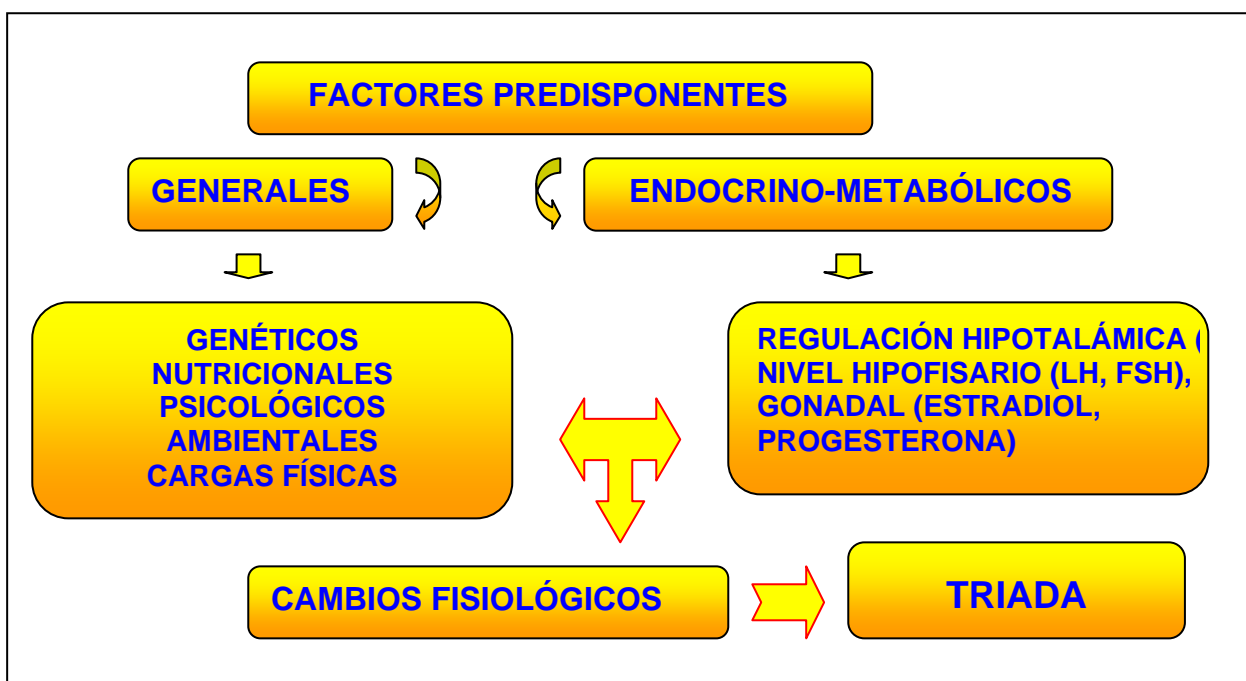 FACTORES PREDISPONENTES
GENERALES
ENDOCRINO-METABÓLICOS
GENÉTICOS
NUTRICIONALES
PSICOLÓGICOS
AMBIENTALES
CARGAS FÍSICAS
REGULACIÓN HIPOTALÁMICA (
NIVEL HIPOFISARIO (LH, FSH),
GONADAL (ESTRADIOL,
PROGESTERONA)
CAMBIOS FISIOLÓGICOS
TRIADA